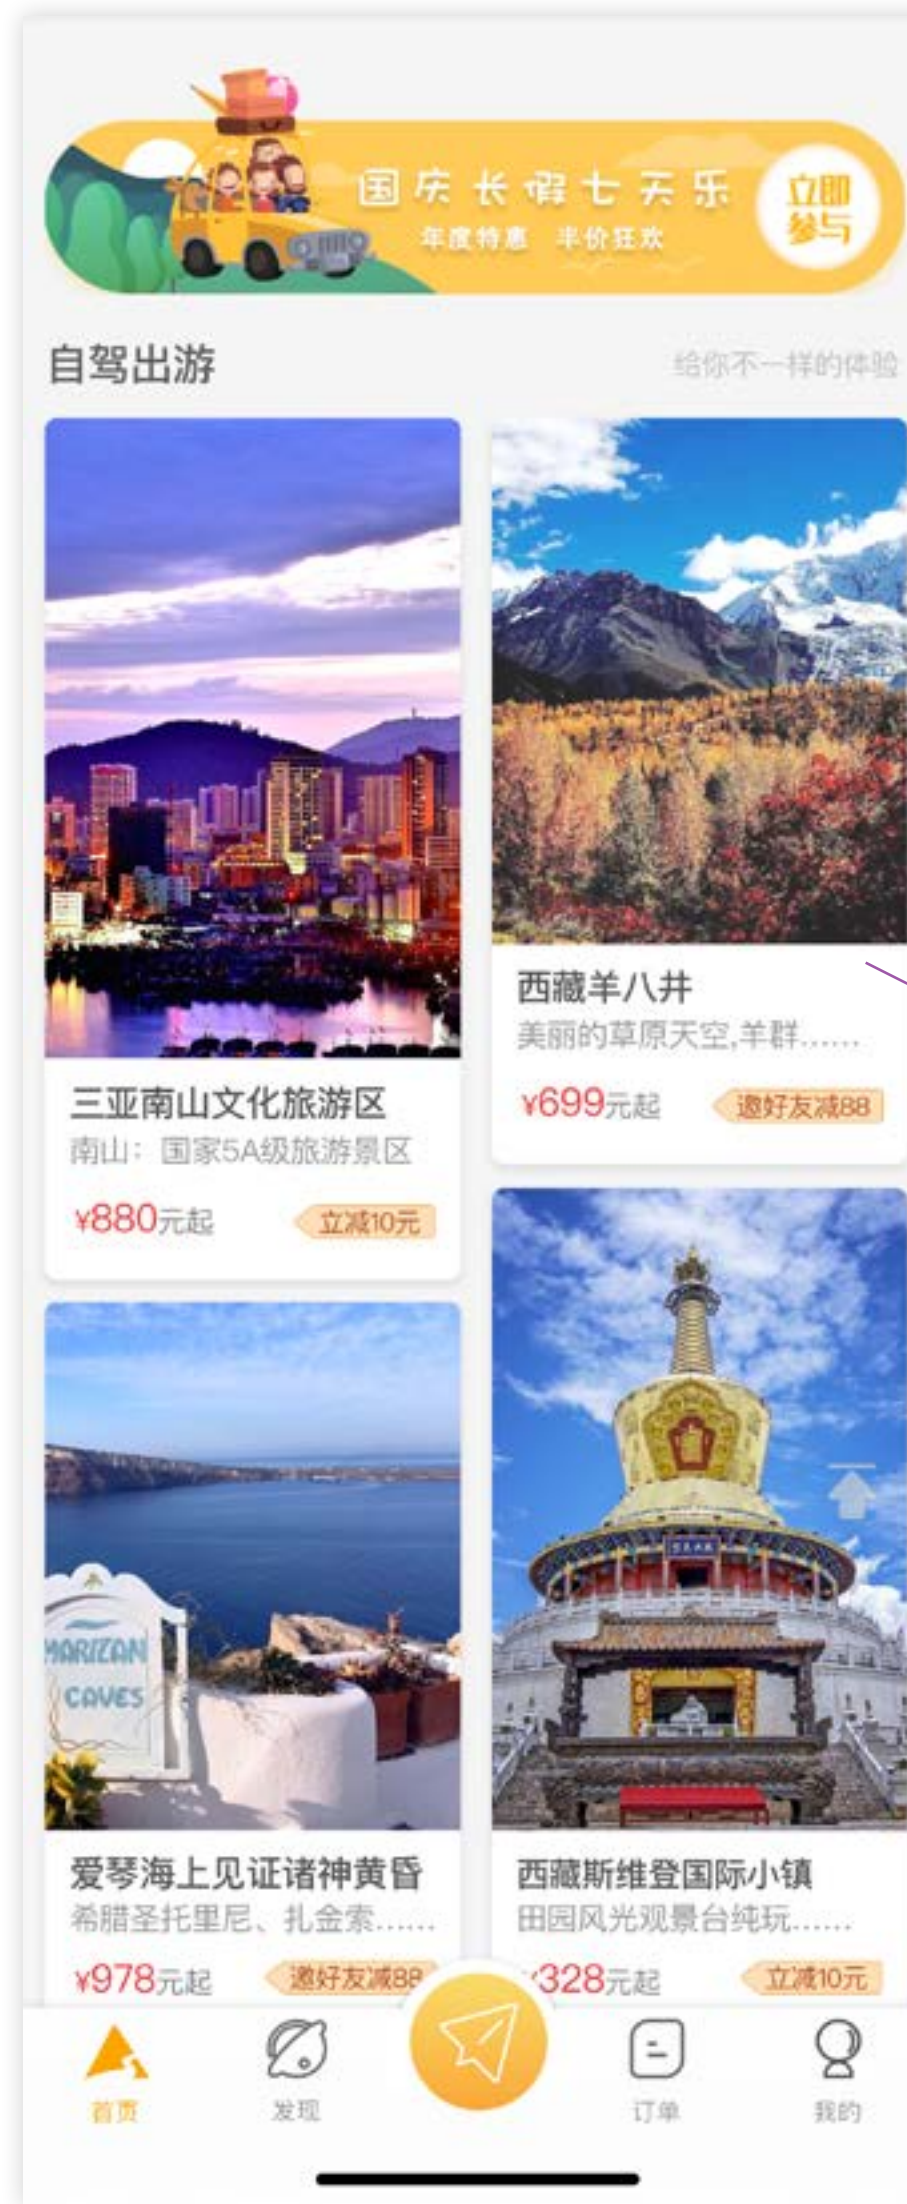 国庆长假七天乐
年度特惠 半价狂欢
立即
参与
自驾出游
给你不一样的体验
三亚南山文化旅游区
南山：国家5A级旅游景区
¥880元起
立减10元
西藏羊八井
美丽的草原天空,羊群......
¥699元起
邀好友减88
MARIZAN
CAVES
爱琴海上见证诸神黄昏
希腊圣托里尼、扎金索......
¥978元起
邀好友减88
西藏斯维登国际小镇
田园风光观景台纯玩......
¥328元起
立减10元
首页
发现
订单
我的